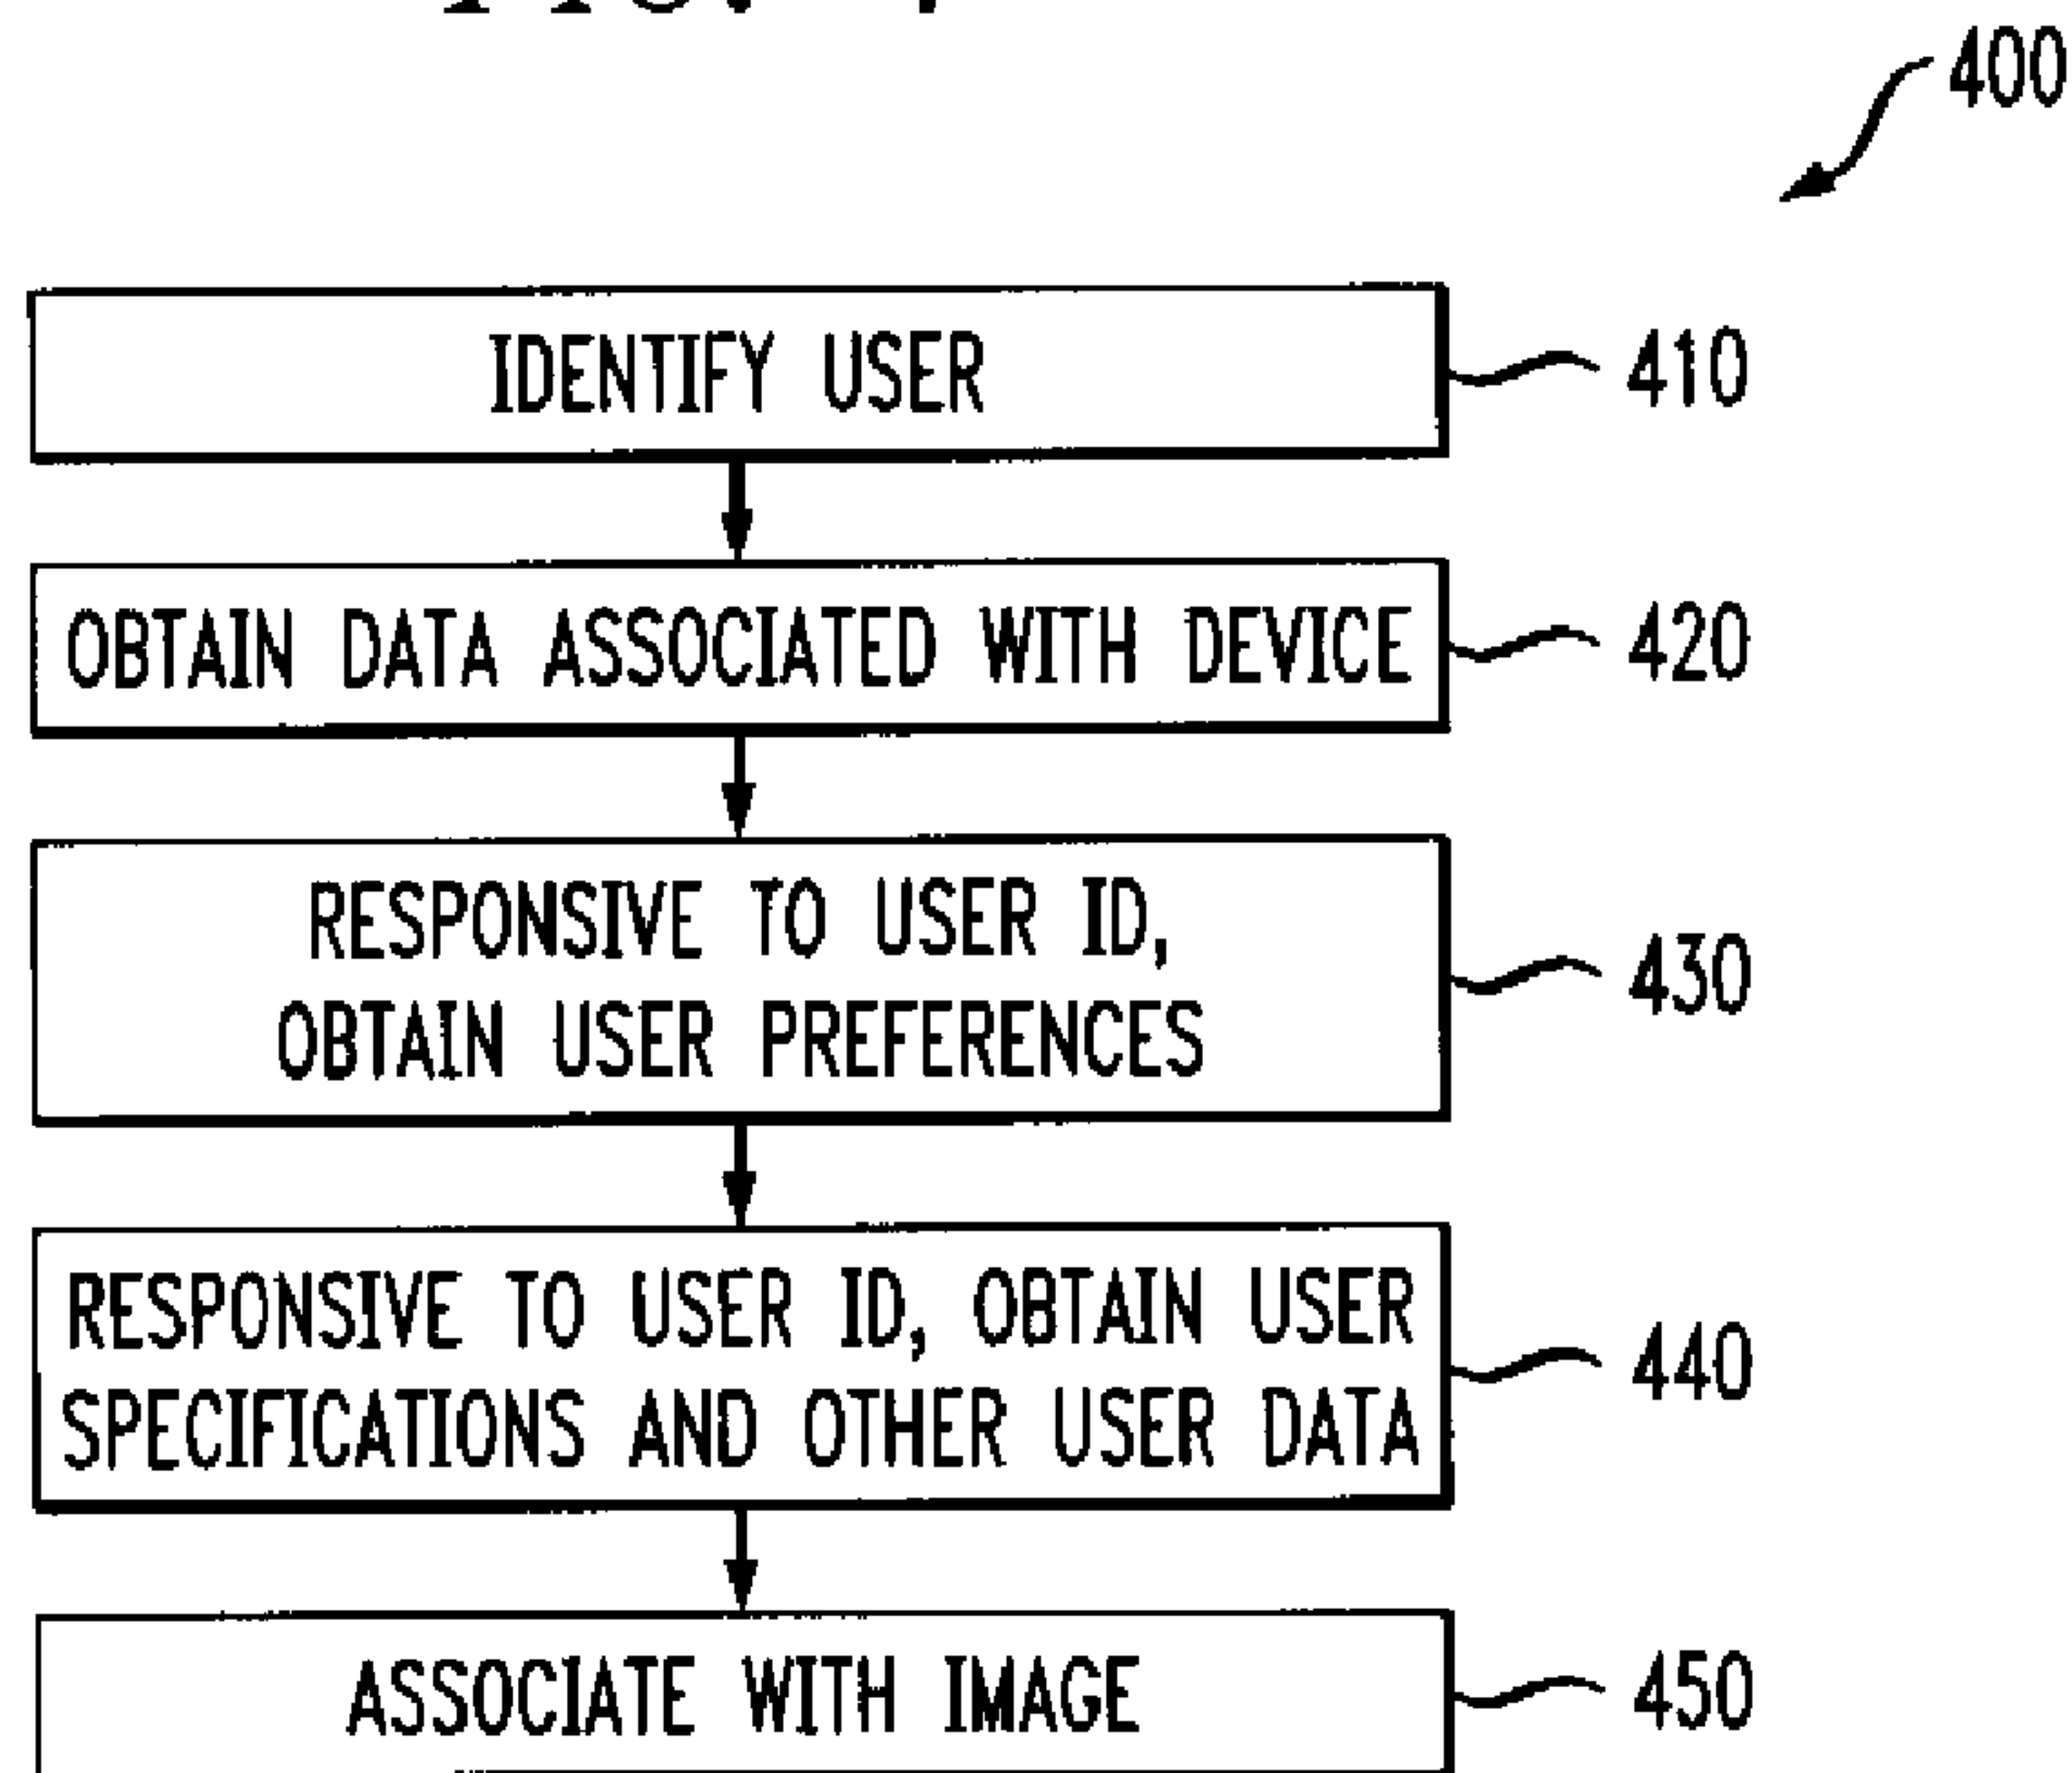 400
IDENTIFY USER
410
OBTAIN DATA ASSOCIATED WITH DEVICE
420
RESPONSIVE TO USER ID,
OBTAIN USER PREFERENCES
430
RESPONSIVE TO USER ID, OBTAIN USER
SPECIFICATIONS AND OTHER USER DATA
440
ASSOCIATE WITH IMAGE
450